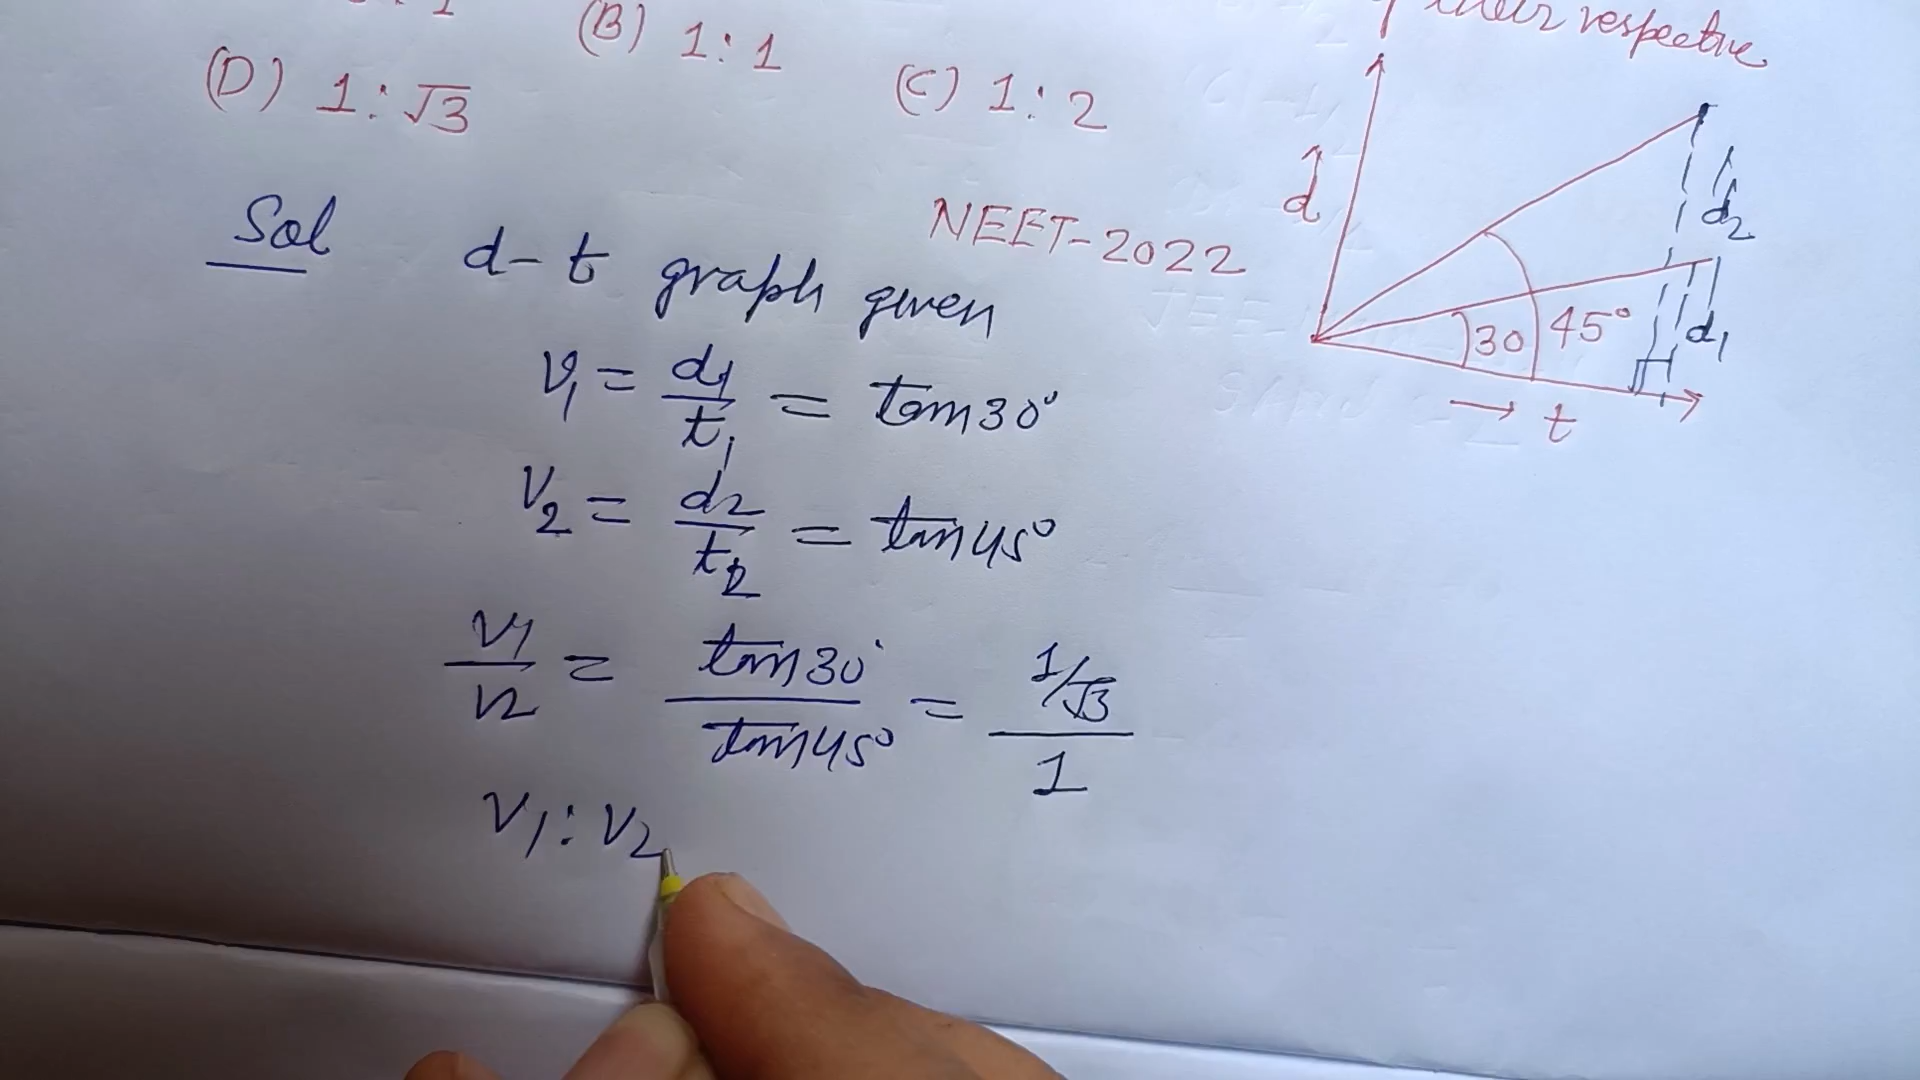 (B) 1:1
their respective
(D) 1:√3
(C) 1:2
d
d2
30
45°
d1
→ t
NEET-2022
Sol d-t graph given
V1 = d1/t1 = tan30°
V2 = d2/t2 = tan45°
V1/V2 = tan30°/tan45° = 1/√3/1
V1:V2